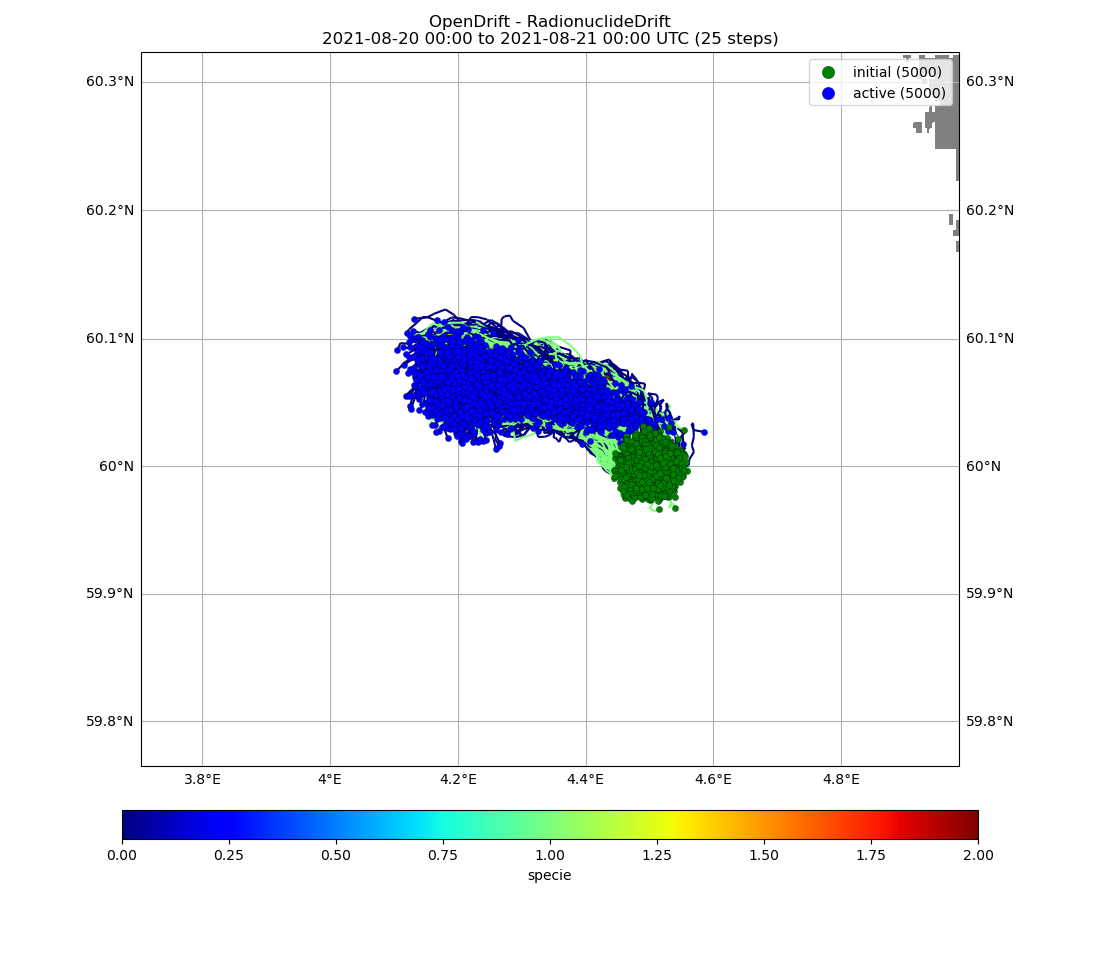 OpenDrift - RadionuclideDrift
2021-08-20 00:00 to 2021-08-21 00:00 UTC (25 steps)
initial (5000)
active (5000)
60.3°N 60.3°N
60.2°N 60.2°N
60.1°N 60.1°N
60°N 60°N
59.9°N 59.9°N
59.8°N 59.8°N
3.8°E 4°E 4.2°E 4.4°E 4.6°E 4.8°E
0.00 0.25 0.50 0.75 1.00 1.25 1.50 1.75 2.00
specie